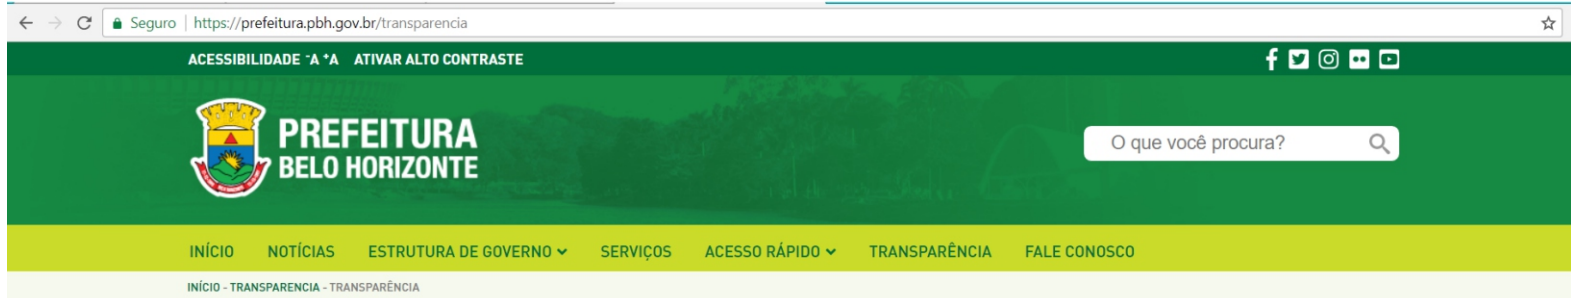 Seguro | https://prefeitura.pbh.gov.br/transparencia
ACESSIBILIDADE -A +A ATIVAR ALTO CONTRASTE
PREFEITURA
BELO HORIZONTE
O que você procura?
INÍCIO NOTÍCIAS ESTRUTURA DE GOVERNO SERVIÇOS ACESSO RÁPIDO TRANSPARÊNCIA FALE CONOSCO
INÍCIO - TRANSPARENCIA - TRANSPARÊNCIA